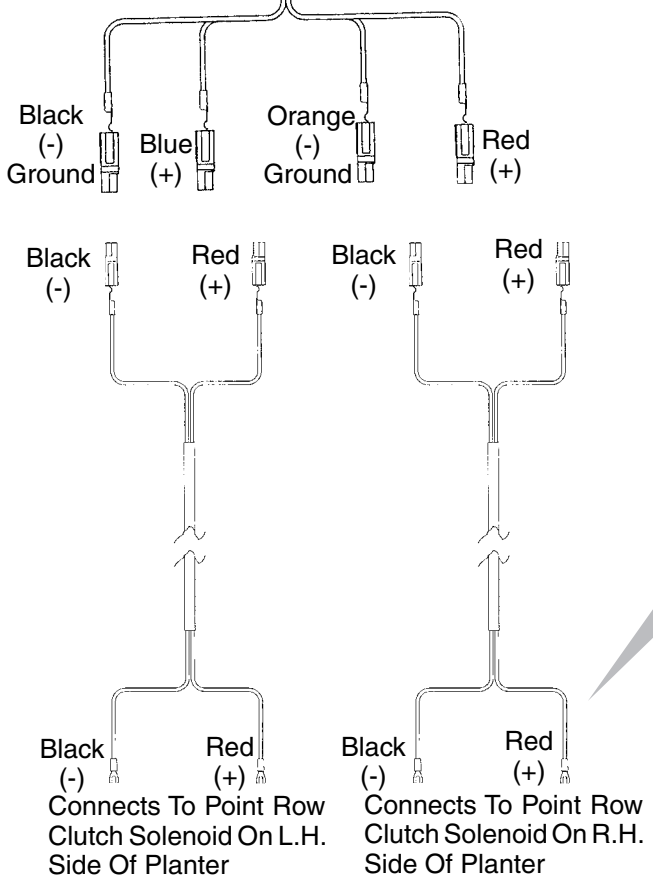 Black
(-)
Ground
Blue
(+)
Orange
(-)
Ground
Red
(+)
Black
(-)
Red
(+)
Black
(-)
Red
(+)
Black
(-)
Red
(+)
Connects To Point Row
Clutch Solenoid On L.H.
Side Of Planter
Black
(-)
Red
(+)
Connects To Point Row
Clutch Solenoid On R.H.
Side Of Planter